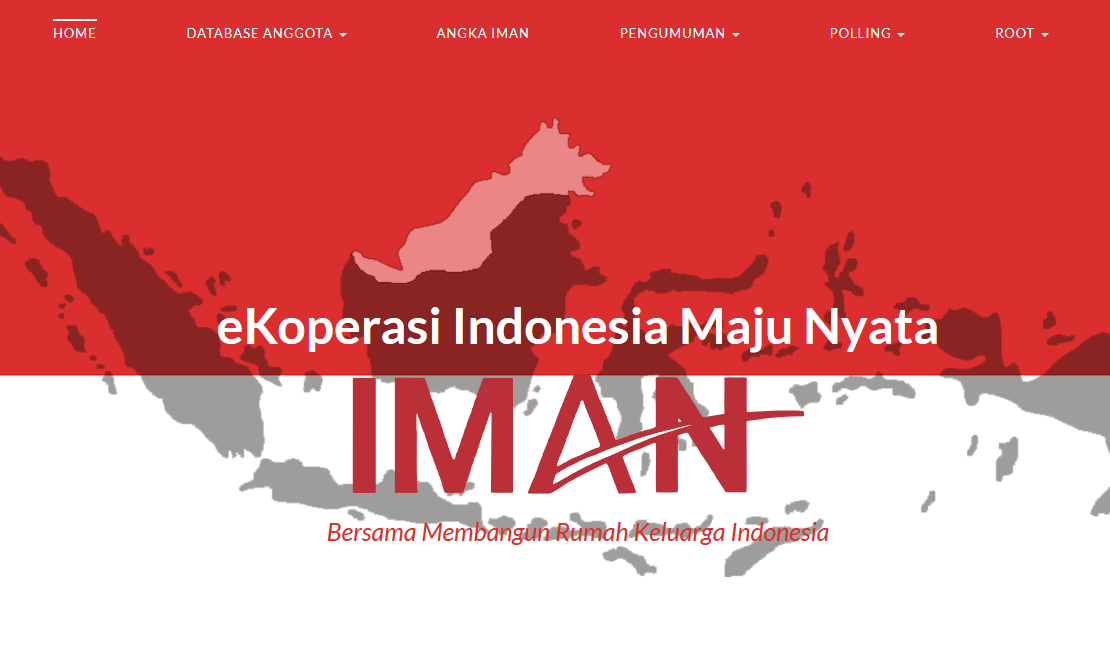 HOME DATABASE ANGGOTA ANGKA IMAN PENGUMUMAN POLLING ROOT
eKoperasi Indonesia Maju Nyata
IMAN
Bersama Membangun Rumah Keluarga Indonesia